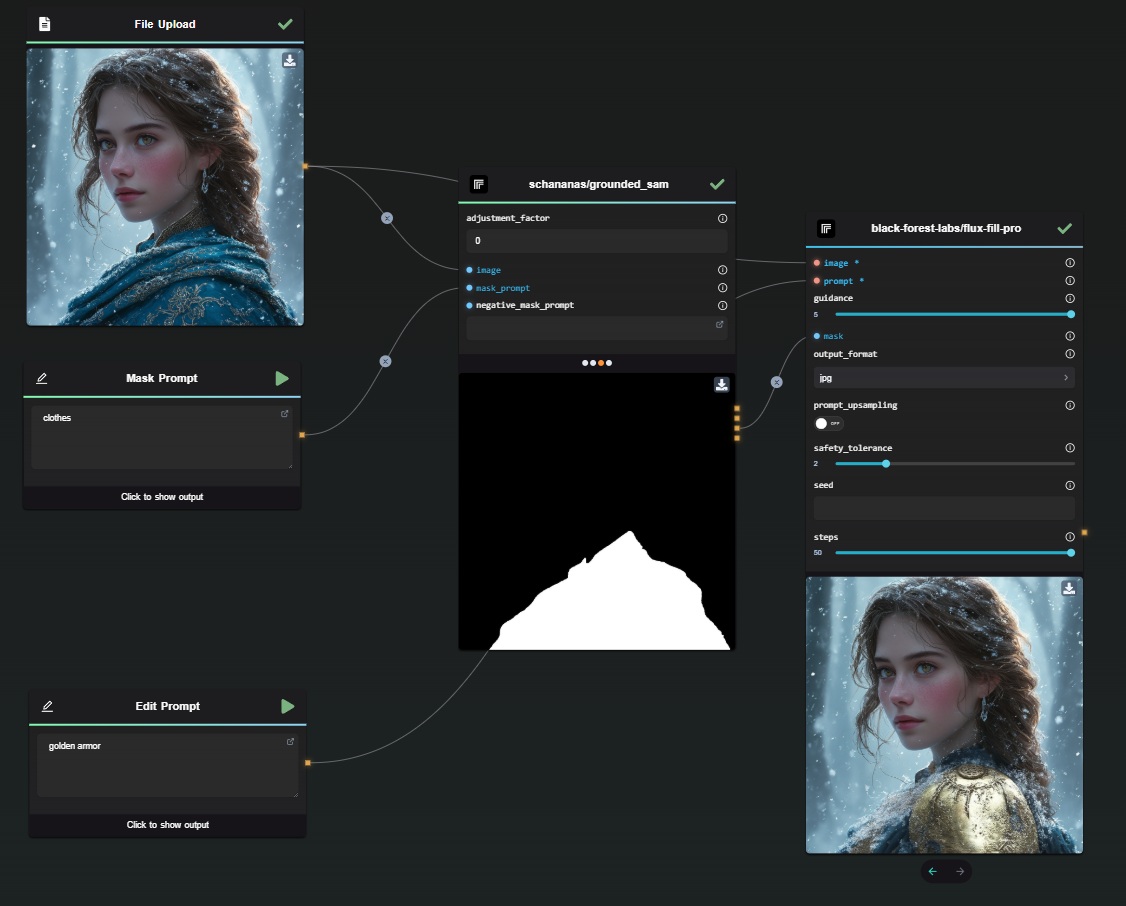 File Upload
Mask Prompt
clothes
Click to show output
Edit Prompt
golden armor
Click to show output
schananas/grounded_sam
adjustment_factor
0
image
mask_prompt
negative_mask_prompt
black-forest-labs/flux-fill-pro
image *
prompt *
guidance
5
mask
output_format
jpg
prompt_upsampling
OFF
safety_tolerance
2
seed
steps
50